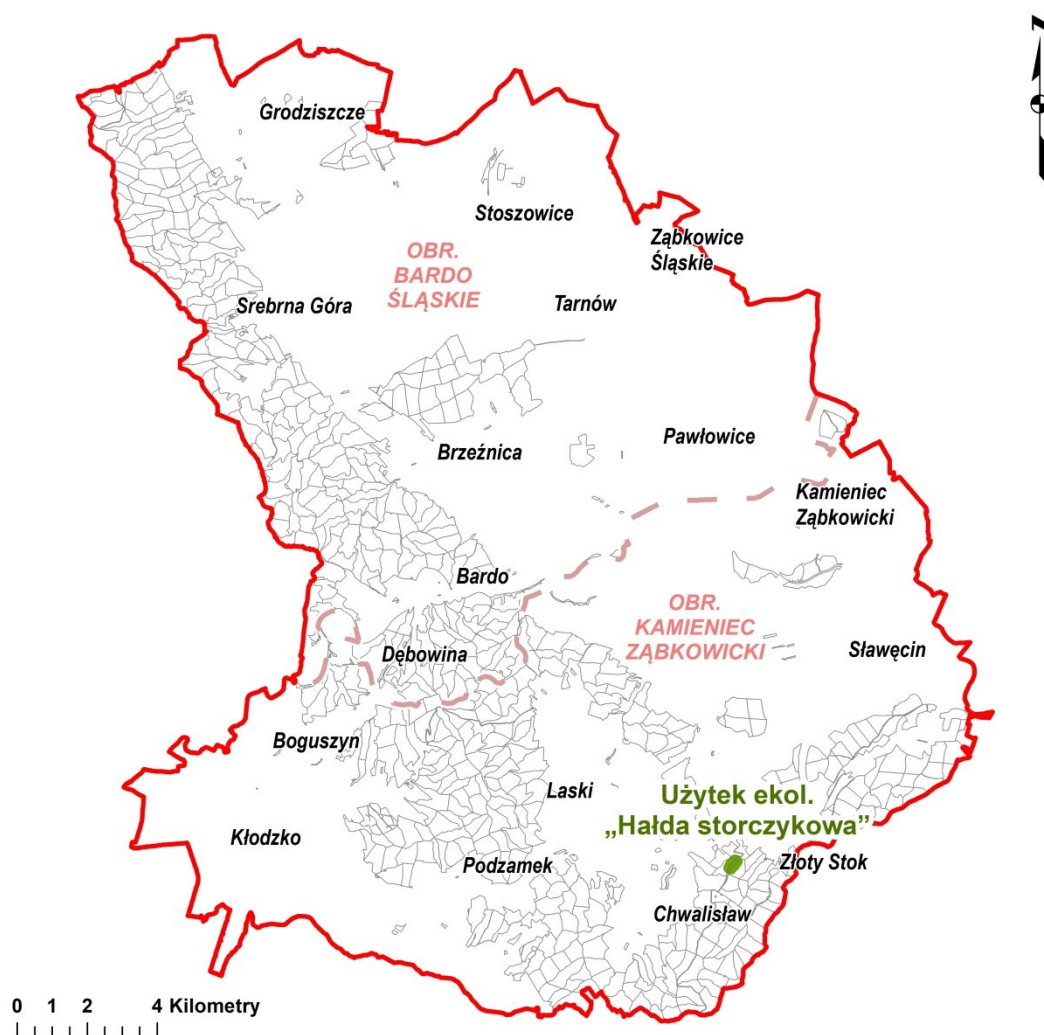 Grodziszcze
Stoszowice
Ząbkowice
Śląskie
OBR.
BARDO
ŚLĄSKIE
Srebrna Góra
Tarnów
Brzeźnica
Pawłowice
Kamieniec
Ząbkowicki
Bardo
OBR.
KAMIENIEC
ZĄBKOWICKI
Dębowina
Sławęcin
Boguszyn
Laski
Użytek ekol.
„Hałda storczykowa”
Kłodzko
Podzamek
Złoty Stok
Chwalisław
0 1 2 4 Kilometry